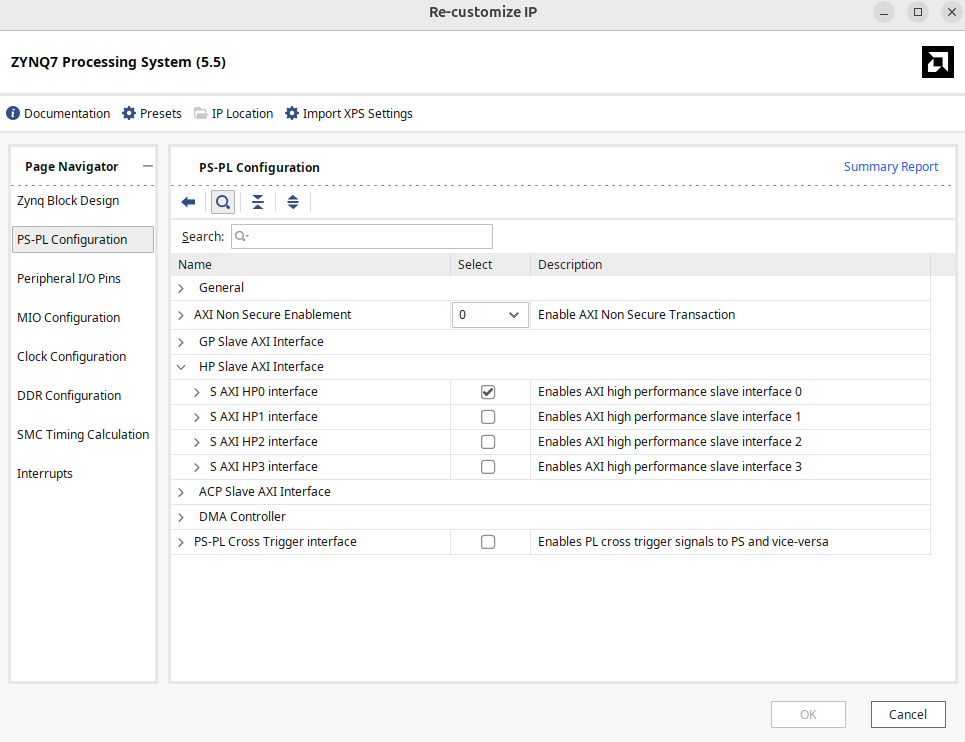 Re-customize IP
ZYNQ7 Processing System (5.5)
Documentation Presets IP Location Import XPS Settings
Page Navigator
Zynq Block Design
PS-PL Configuration
Peripheral I/O Pins
MIO Configuration
Clock Configuration
DDR Configuration
SMC Timing Calculation
Interrupts
PS-PL Configuration Summary Report
Search:
Name Select Description
General
AXI Non Secure Enablement 0 Enable AXI Non Secure Transaction
GP Slave AXI Interface
HP Slave AXI Interface
S AXI HP0 interface Enables AXI high performance slave interface 0
S AXI HP1 interface Enables AXI high performance slave interface 1
S AXI HP2 interface Enables AXI high performance slave interface 2
S AXI HP3 interface Enables AXI high performance slave interface 3
ACP Slave AXI Interface
DMA Controller
PS-PL Cross Trigger interface Enables PL cross trigger signals to PS and vice-versa
OK Cancel